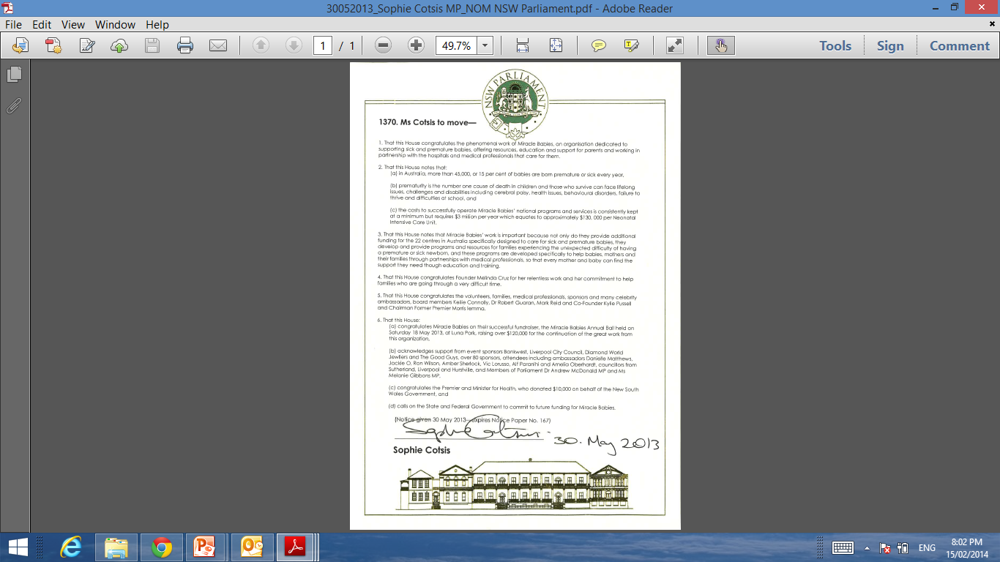 30052013_Sophie Cotsis MP_NOM NSW Parliament.pdf - Adobe Reader
File Edit View Window Help
1 / 1 49.7% Tools Sign Comment
NSW PARLIAMENT
1370. Ms Cotsis to move—
1. That this House congratulates the phenomenal work of Miracle Babies, an organisation dedicated to
supporting sick and premature babies, offering resources, education and support for parents and working in
partnership with the hospitals and medical professionals that care for them.
2. That this House notes that:
(a) in Australia, more than 45,000, or 15 per cent of babies are born premature or sick every year,
(b) prematurity is the number one cause of death in children and those who survive can face lifelong
issues, challenges and disabilities including cerebral palsy, health issues, behavioural disorders, failure to
thrive and difficulties at school, and
(c) the costs to successfully operate Miracle Babies' national programs and services is consistently kept
at a minimum but requires $3 million per year which equates to approximately $130, 000 per Neonatal
Intensive Care Unit.
3. That this House notes that Miracle Babies' work is important because not only do they provide additional
funding for the 22 centres in Australia specifically designed to care for sick and premature babies, they
develop and provide programs and resources for families experiencing the unexpected difficulty of having
a premature or sick newborn, and these programs are developed specifically to help babies, mothers and
their families through partnerships with medical professionals, so that every mother and baby can find the
support they need though education and training.
4. That this House congratulates Founder Melinda Cruz for her relentless work and her commitment to help
families who are going through a very difficult time.
5. That this House congratulates the volunteers, families, medical professionals, sponsors and many celebrity
ambassadors, board members Kellie Connolly, Dr Robert Guaran, Mark Reid and Co-Founder Kylie Pussell
and Chairman Former Premier Morris Iemma.
6. That this House:
(a) congratulates Miracle Babies on their successful fundraiser, the Miracle Babies Annual Ball held on
Saturday 18 May 2013, at Luna Park, raising over $120,000 for the continuation of the great work from
this organization.
(b) acknowledges support from event sponsors Bankwest, Liverpool City Council, Diamond World
Jewllers and The Good Guys, over 80 sponsors, attendees including ambassadors Danielle Matthews,
Jackie O, Ron Wilson, Amber Sherlock, Vic Lorusso, Alf Paranihi and Amelia Oberhardt, councillors from
Sutherland, Liverpool and Hurstville, and Members of Parliament Dr Andrew McDonald MP and Ms
Melanie Gibbons MP,
(c) congratulates the Premier and Minister for Health, who donated $10,000 on behalf of the New South
Wales Government, and
(d) calls on the State and Federal Government to commit to future funding for Miracle Babies.
(Notice given 30 May 2013—expires Notice Paper No. 167)
Sophie Cotsis
30. May 2013
Sophie Cotsis
ENG
8:02 PM
15/02/2014